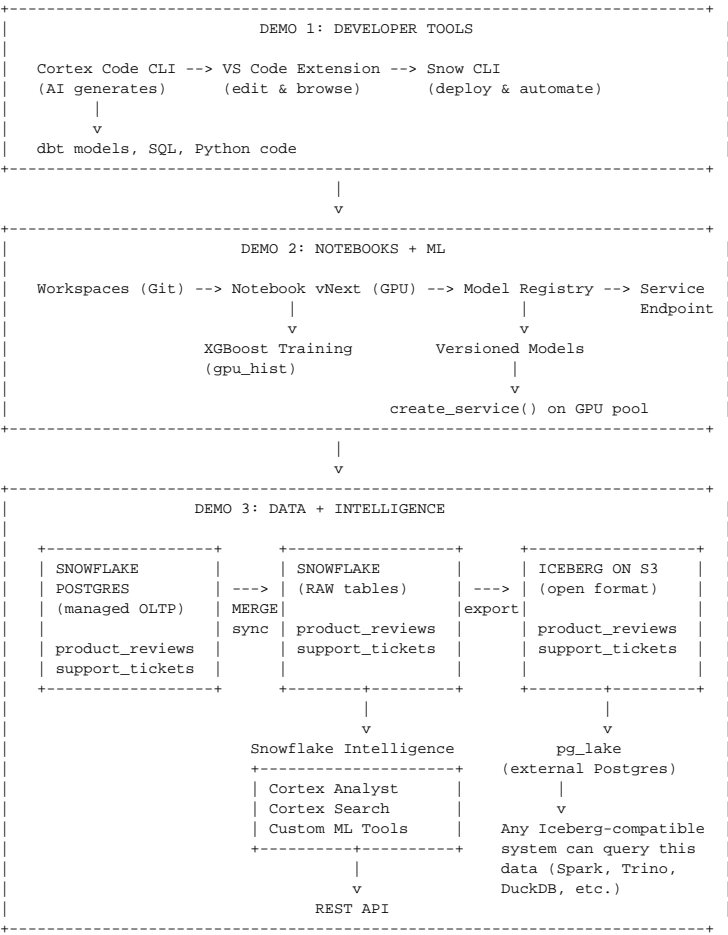 DEMO 1: DEVELOPER TOOLS
Cortex Code CLI --> VS Code Extension --> Snow CLI
(AI generates) (edit & browse) (deploy & automate)
|
v
dbt models, SQL, Python code
|
v
DEMO 2: NOTEBOOKS + ML
Workspaces (Git) --> Notebook vNext (GPU) --> Model Registry --> Service
| | Endpoint
v v
XGBoost Training Versioned Models
(gpu_hist) |
v
create_service() on GPU pool
|
v
DEMO 3: DATA + INTELLIGENCE
SNOWFLAKE SNOWFLAKE ICEBERG ON S3
POSTGRES ---> (RAW tables) ---> (open format)
(managed OLTP) MERGE export
sync product_reviews product_reviews
product_reviews support_tickets support_tickets
support_tickets
| |
v v
Snowflake Intelligence pg_lake
(external Postgres)
Cortex Analyst |
Cortex Search v
Custom ML Tools Any Iceberg-compatible
system can query this
| data (Spark, Trino,
v DuckDB, etc.)
REST API